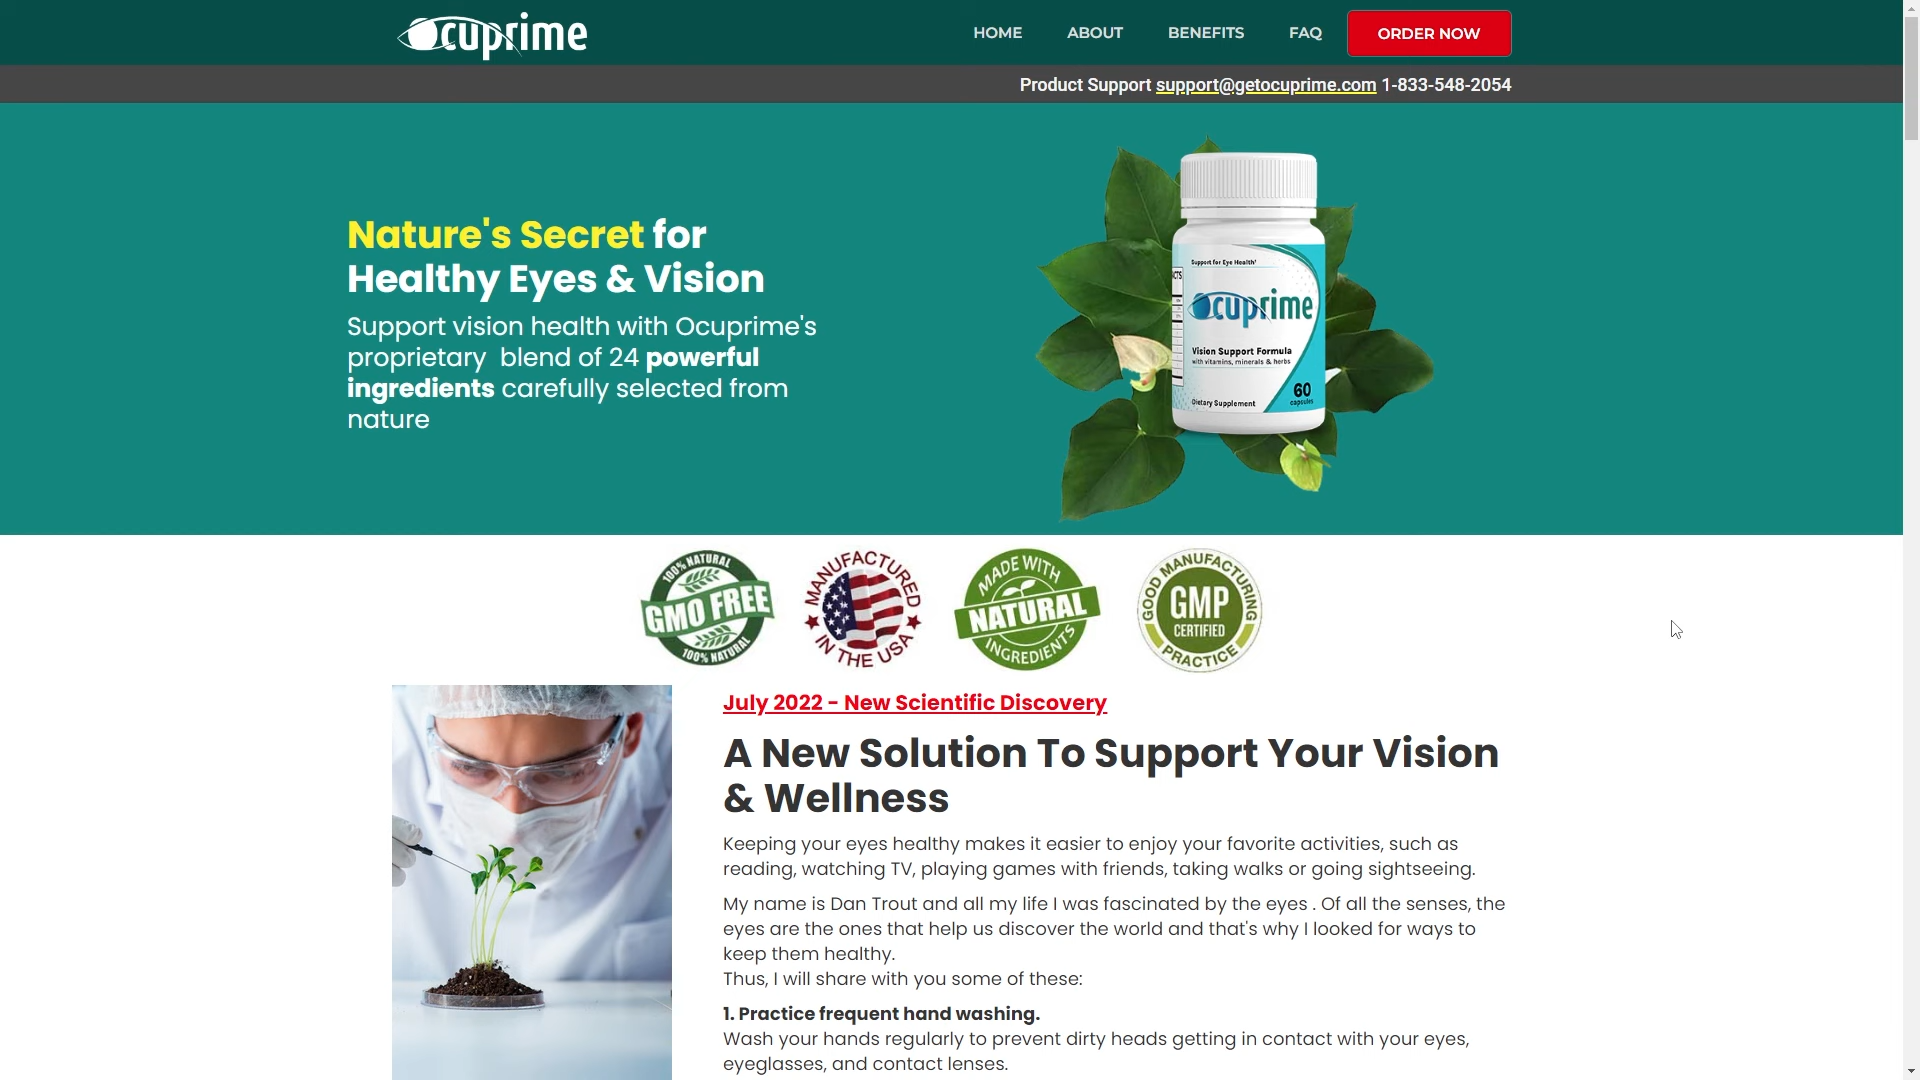 Ocuprime
HOME ABOUT BENEFITS FAQ ORDER NOW
Product Support support@getocuprime.com 1-833-548-2054
Nature's Secret for
Healthy Eyes & Vision
Support vision health with Ocuprime's
proprietary blend of 24 powerful
ingredients carefully selected from
nature
Support for Eye Health
Ocuprime
Vision Support Formula
with vitamins, minerals & herbs
Dietary Supplement
60
capsules
100% NATURAL
GMO FREE
100% NATURAL
MANUFACTURED
IN THE USA
MADE WITH
NATURAL
INGREDIENTS
GOOD MANUFACTURING
GMP
CERTIFIED
PRACTICE
July 2022 - New Scientific Discovery
A New Solution To Support Your Vision
& Wellness
Keeping your eyes healthy makes it easier to enjoy your favorite activities, such as
reading, watching TV, playing games with friends, taking walks or going sightseeing.
My name is Dan Trout and all my life I was fascinated by the eyes . Of all the senses, the
eyes are the ones that help us discover the world and that's why I looked for ways to
keep them healthy.
Thus, I will share with you some of these:
1. Practice frequent hand washing.
Wash your hands regularly to prevent dirty heads getting in contact with your eyes,
eyeglasses, and contact lenses.